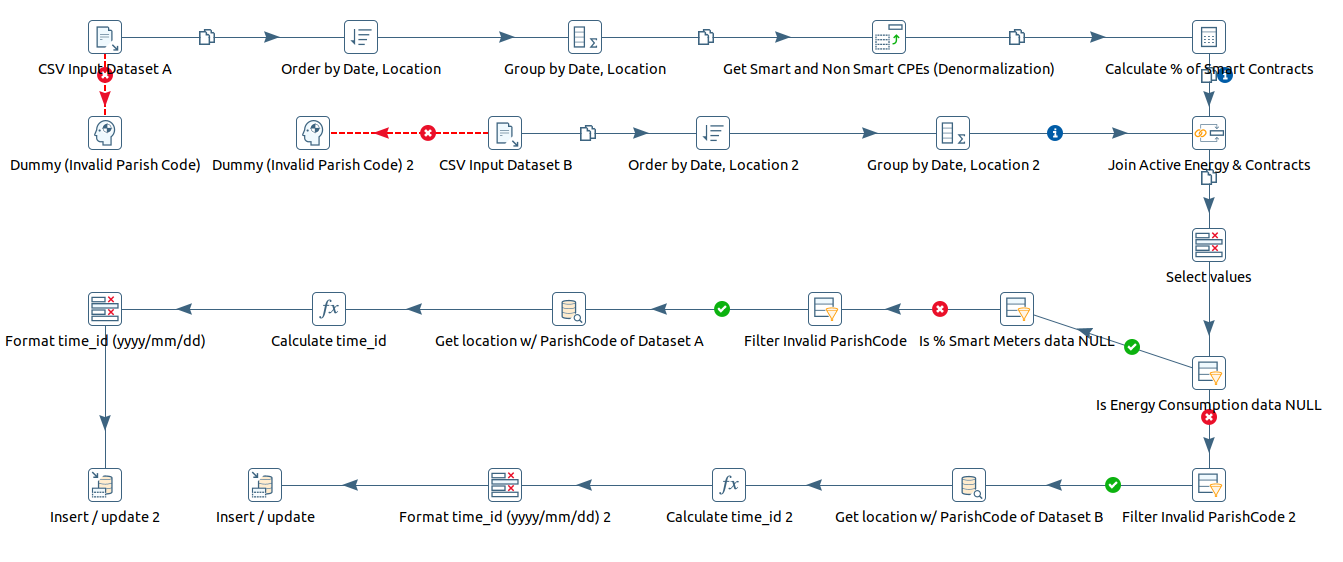 CSV Input Dataset A
Order by Date, Location
Group by Date, Location
Get Smart and Non Smart CPEs (Denormalization)
Calculate % of Smart Contracts
Dummy (Invalid Parish Code)
Dummy (Invalid Parish Code) 2
CSV Input Dataset B
Order by Date, Location 2
Group by Date, Location 2
Join Active Energy & Contracts
Select values
Format time_id (yyyy/mm/dd)
Calculate time_id
Get location w/ ParishCode of Dataset A
Filter Invalid ParishCode
Is % Smart Meters data NULL
Is Energy Consumption data NULL
Insert / update 2
Insert / update
Format time_id (yyyy/mm/dd) 2
Calculate time_id 2
Get location w/ ParishCode of Dataset B
Filter Invalid ParishCode 2